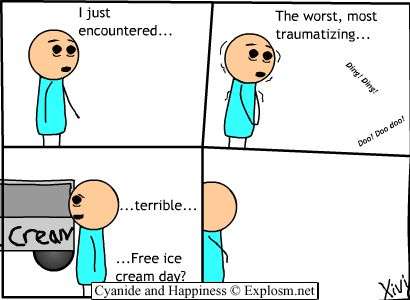 I just
encountered...
The worst, most
traumatizing...
Ding! Ding!
Doo! Doo doo!
Cream
...terrible...
...Free ice
cream day?
Xivj
Cyanide and Happiness © Explosm.net